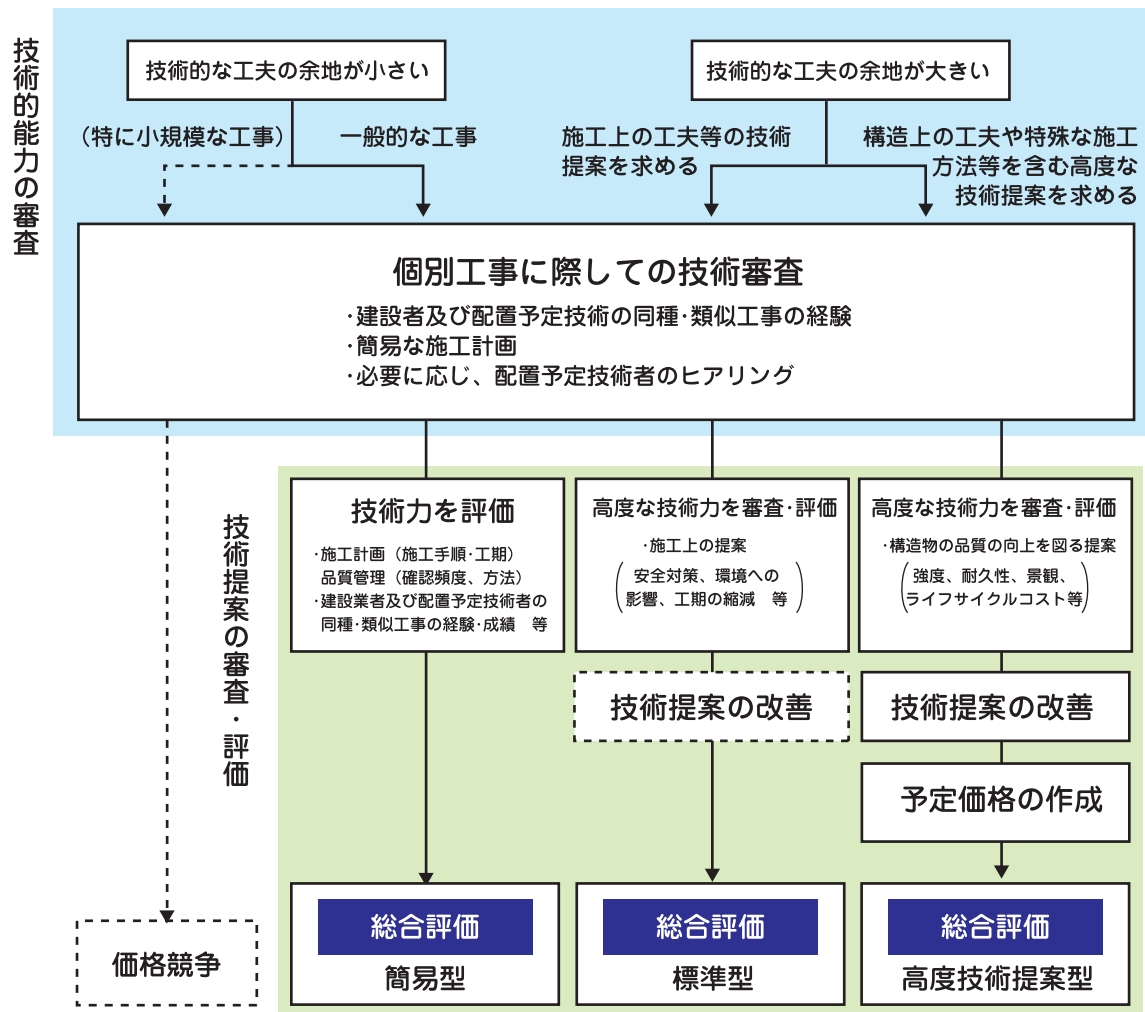 技術的能力の審査
技術的な工夫の余地が小さい
技術的な工夫の余地が大きい
（特に小規模な工事）
一般的な工事
施工上の工夫等の技術
提案を求める
構造上の工夫や特殊な施工
方法等を含む高度な
技術提案を求める
個別工事に際しての技術審査
･建設者及び配置予定技術の同種･類似工事の経験
･簡易な施工計画
･必要に応じ、配置予定技術者のヒアリング
技術提案の審査･評価
技術力を評価
･施工計画（施工手順･工期）
品質管理（確認頻度、方法）
･建設業者及び配置予定技術者の
同種･類似工事の経験･成績　等
高度な技術力を審査･評価
･施工上の提案
安全対策、環境への
影響、工期の縮減　等
高度な技術力を審査･評価
･構造物の品質の向上を図る提案
強度、耐久性、景観、
ライフサイクルコスト等
技術提案の改善
技術提案の改善
予定価格の作成
価格競争
総合評価
簡易型
総合評価
標準型
総合評価
高度技術提案型